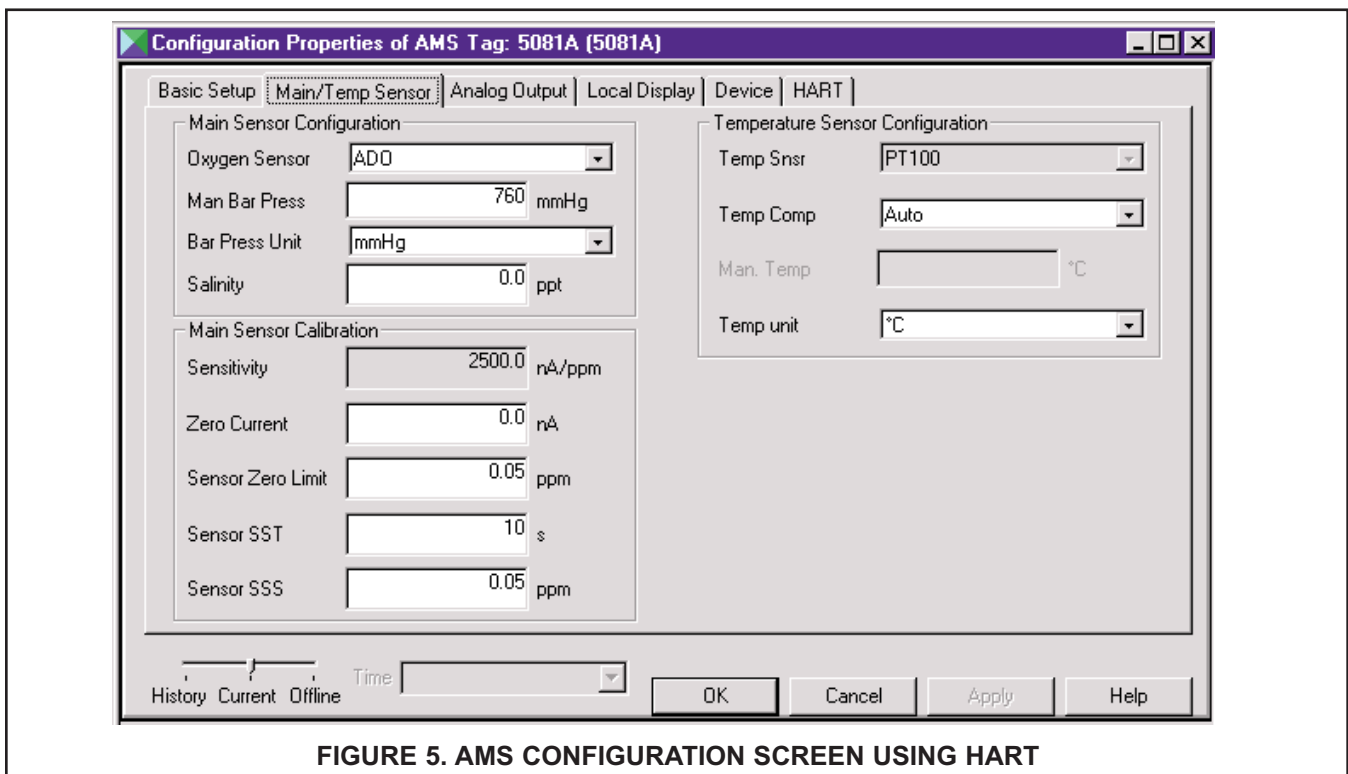 Configuration Properties of AMS Tag: 5081A (5081A)
Basic Setup Main/Temp Sensor Analog Output Local Display Device HART
Main Sensor Configuration
Oxygen Sensor ADO
Man Bar Press 760 mmHg
Bar Press Unit mmHg
Salinity 0.0 ppt
Main Sensor Calibration
Sensitivity 2500.0 nA/ppm
Zero Current 0.0 nA
Sensor Zero Limit 0.05 ppm
Sensor SST 10 s
Sensor SSS 0.05 ppm
Temperature Sensor Configuration
Temp Snsr PT100
Temp Comp Auto
Man. Temp °C
Temp unit °C
History Current Offline
Time
OK Cancel Apply Help
FIGURE 5. AMS CONFIGURATION SCREEN USING HART